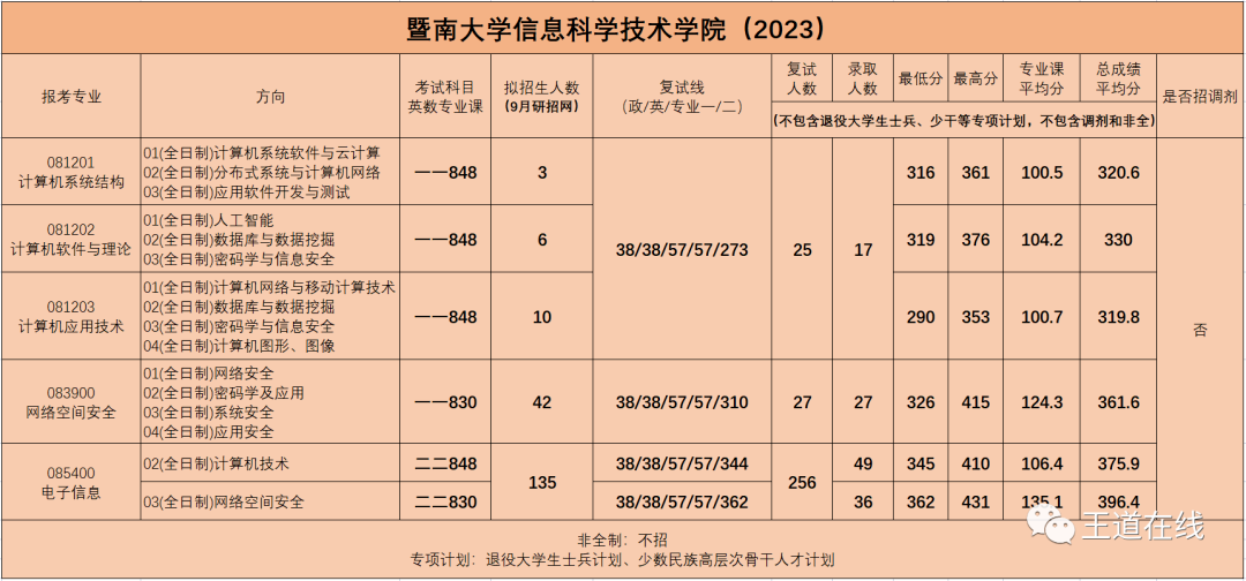 暨南大学信息科学技术学院（2023）
报考专业 方向 考试科目 英数专业课 拟招生人数 (9月研招网) 复试线 (政/英/专业一/二) 复试人数 录取人数 最低分 最高分 专业课平均分 总成绩平均分 是否招调剂
(不包含退役大学生士兵、少干等专项计划，不包含调剂和非全)
081201
计算机系统结构
01(全日制)计算机系统软件与云计算
02(全日制)分布式系统与计算机网络
03(全日制)应用软件开发与测试
一一848 3 316 361 100.5 320.6
081202
计算机软件与理论
01(全日制)人工智能
02(全日制)数据库与数据挖掘
03(全日制)密码学与信息安全
一一848 6 38/38/57/57/273 25 17 319 376 104.2 330
081203
计算机应用技术
01(全日制)计算机网络与移动计算技术
02(全日制)数据库与数据挖掘
03(全日制)密码学与信息安全
04(全日制)计算机图形、图像
一一848 10 290 353 100.7 319.8
否
083900
网络空间安全
01(全日制)网络安全
02(全日制)密码学及应用
03(全日制)系统安全
04(全日制)应用安全
一一830 42 38/38/57/57/310 27 27 326 415 124.3 361.6
085400
电子信息
02(全日制)计算机技术 二二848 135 38/38/57/57/344 256 49 345 410 106.4 375.9
03(全日制)网络空间安全 二二830 38/38/57/57/362 36 362 431 135.1 396.4
非全制：不招
专项计划：退役大学生士兵计划、少数民族高层次骨干人才计划
王道在线